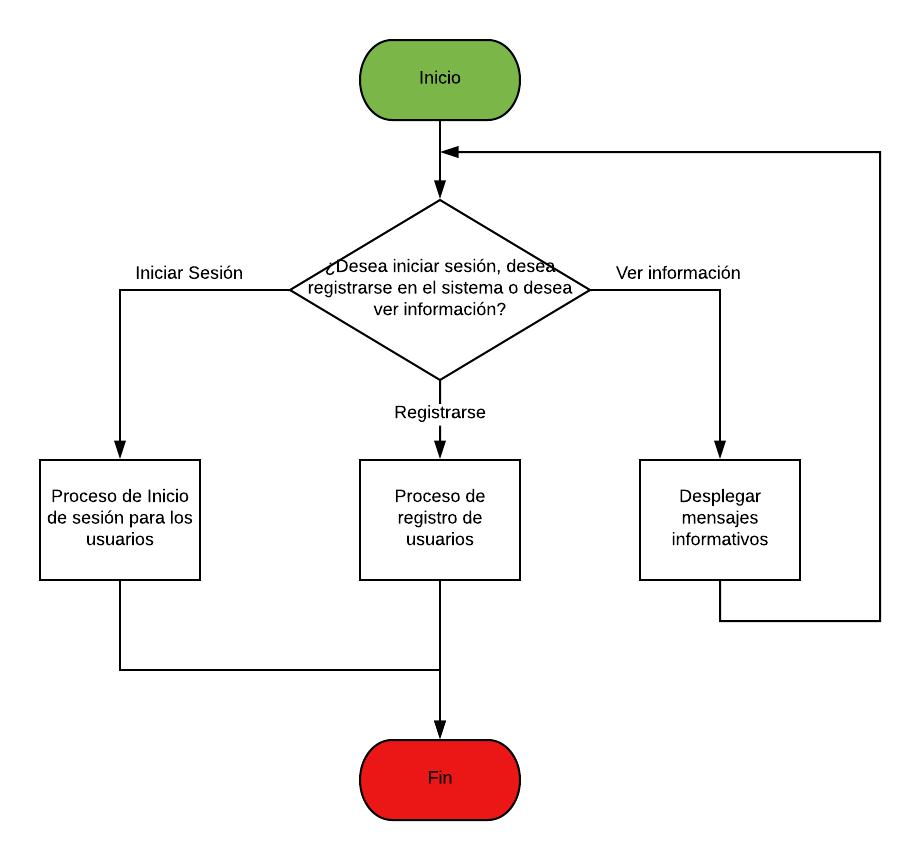 Inicio
¿Desea iniciar sesión, desea
registrarse en el sistema o desea
ver información?
Iniciar Sesión
Ver información
Registrarse
Proceso de Inicio
de sesión para los
usuarios
Proceso de
registro de
usuarios
Desplegar
mensajes
informativos
Fin